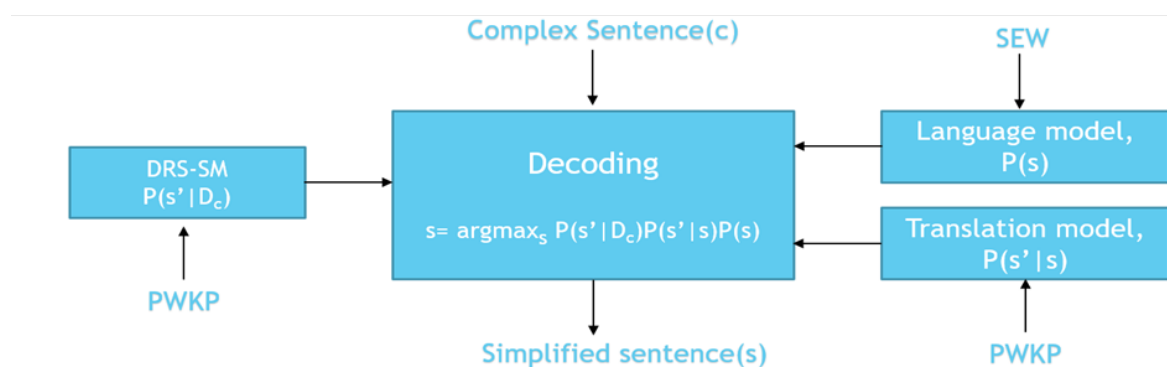 Complex Sentence(c)
SEW
Language model,
P(s)
DRS-SM
P(s'|Dc)
Decoding
s= argmaxs P(s'|Dc)P(s'|s)P(s)
Translation model,
P(s'|s)
PWKP
Simplified sentence(s)
PWKP